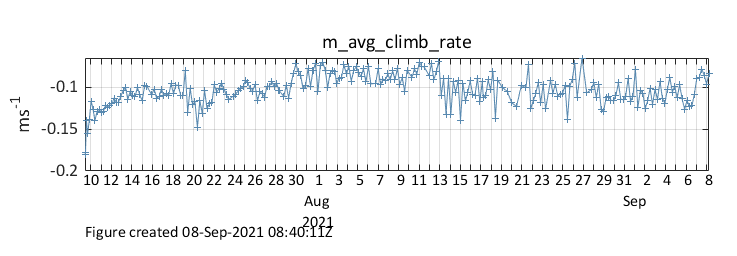 m_avg_climb_rate
ms-1
-0.1
-0.15
-0.2
10 12 14 16 18 20 22 24 26 28 30 1 3 5 7 9 11 13 15 17 19 21 23 25 27 29 31 2 4 6 8
Aug Sep
2021
Figure created 08-Sep-2021 08:40:11Z